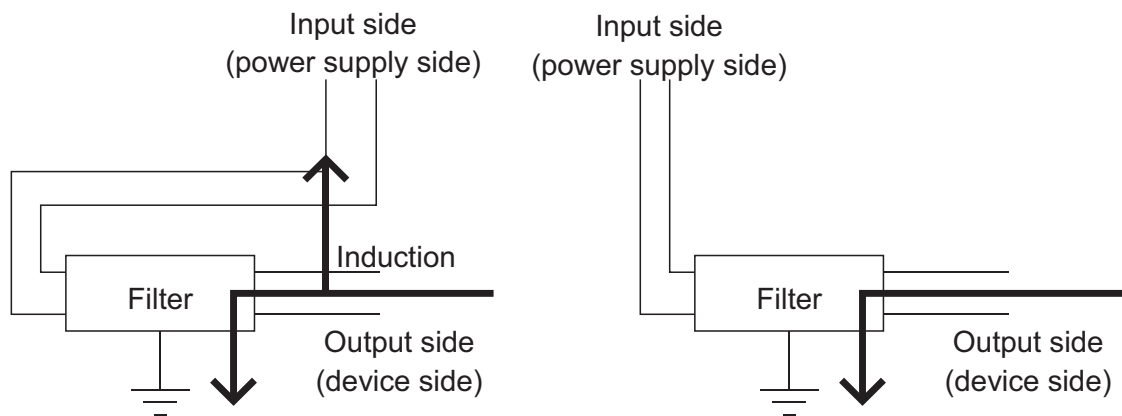 Input side
(power supply side)
Induction
Filter
Output side
(device side)
Input side
(power supply side)
Filter
Output side
(device side)